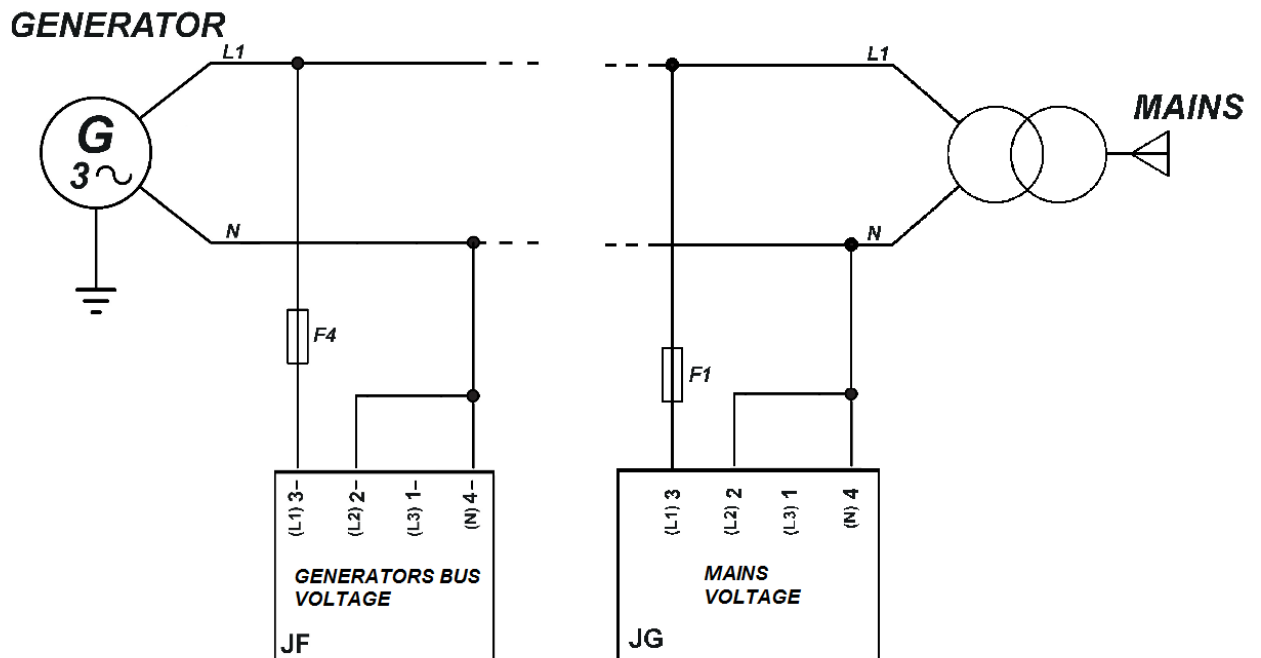 GENERATOR
L1
L1
G
3~
MAINS
N
N
F4
F1
(L1) 3-
(L2) 2-
(L3) 1-
(N) 4-
(L1) 3
(L2) 2
(L3) 1
(N) 4
GENERATORS BUS
VOLTAGE
JF
MAINS
VOLTAGE
JG